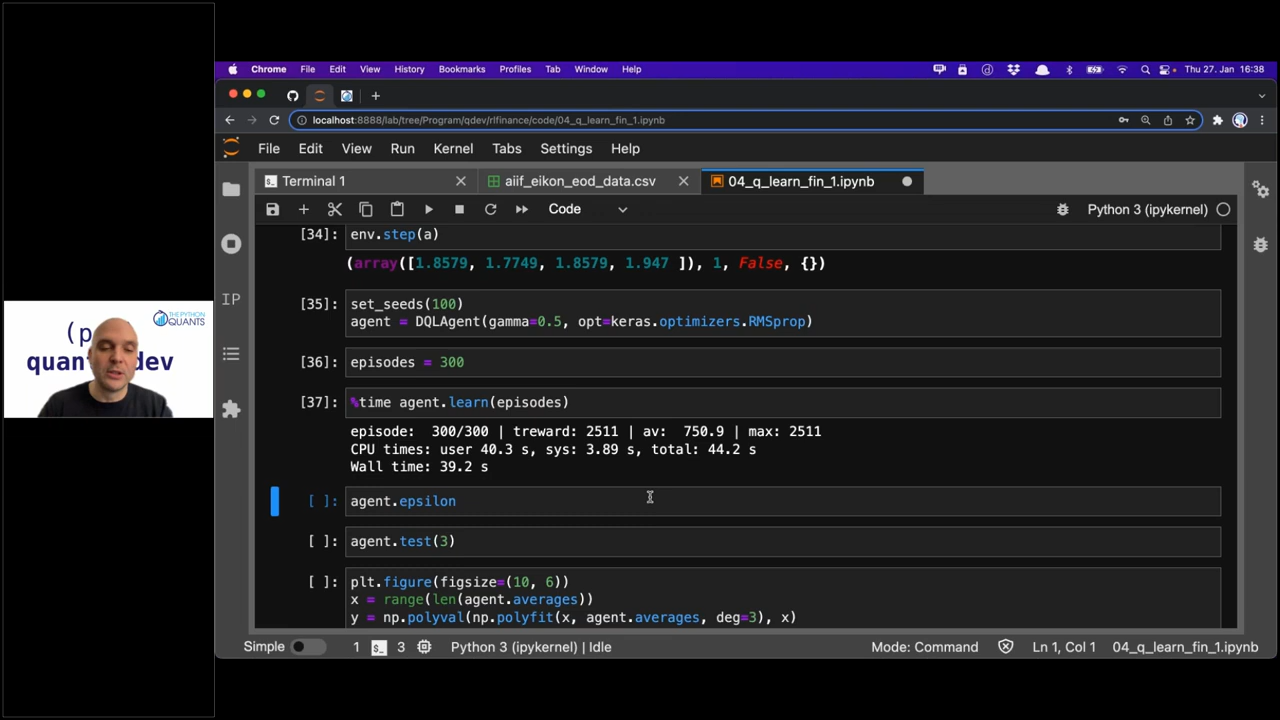 Chrome File Edit View History Bookmarks Profiles Tab Window Help Thu 27. Jan 16:38
localhost:8888/lab/tree/Program/qdev/rlfinance/code/04_q_learn_fin_1.ipynb
File Edit View Run Kernel Tabs Settings Help
Terminal 1 aiif_eikon_eod_data.csv 04_q_learn_fin_1.ipynb
Code Python 3 (ipykernel)
[34]: env.step(a)
(array([1.8579, 1.7749, 1.8579, 1.947 ]), 1, False, {})
[35]: set_seeds(100)
agent = DQLAgent(gamma=0.5, opt=keras.optimizers.RMSprop)
[36]: episodes = 300
[37]: %time agent.learn(episodes)
episode:  300/300 | treward: 2511 | av:  750.9 | max: 2511
CPU times: user 40.3 s, sys: 3.89 s, total: 44.2 s
Wall time: 39.2 s
[ ]: agent.epsilon
[ ]: agent.test(3)
[ ]: plt.figure(figsize=(10, 6))
x = range(len(agent.averages))
y = np.polyval(np.polyfit(x, agent.averages, deg=3), x)
Simple 1 3 Python 3 (ipykernel) | Idle Mode: Command Ln 1, Col 1 04_q_learn_fin_1.ipynb
IP
THE PYTHON
QUANTS
(p
quant dev